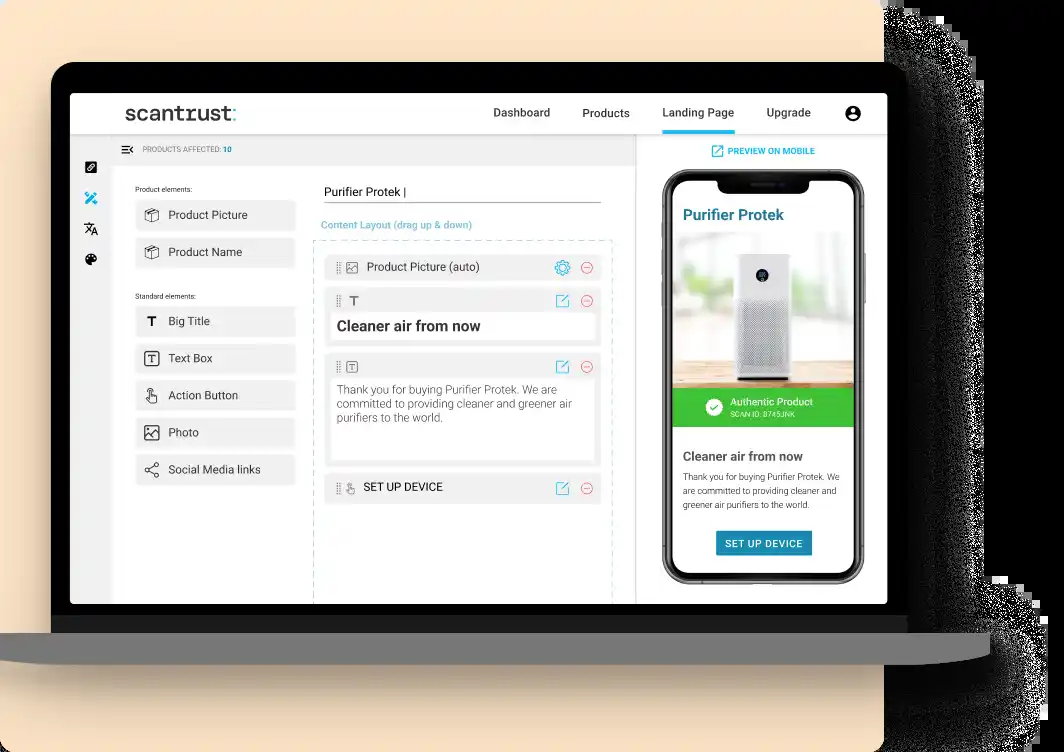 scantrust:
Dashboard
Products
Landing Page
Upgrade
PRODUCTS AFFECTED: 10
Product elements:
Product Picture
Product Name
Standard elements:
Big Title
Text Box
Action Button
Photo
Social Media links
Purifier Protek |
Content Layout (drag up & down)
Product Picture (auto)
Cleaner air from now
Thank you for buying Purifier Protek. We are
committed to providing cleaner and greener air
purifiers to the world.
SET UP DEVICE
PREVIEW ON MOBILE
Purifier Protek
Authentic Product
SCAN ID: B745JNK
Cleaner air from now
Thank you for buying Purifier Protek. We
are committed to providing cleaner and
greener air purifiers to the world.
SET UP DEVICE